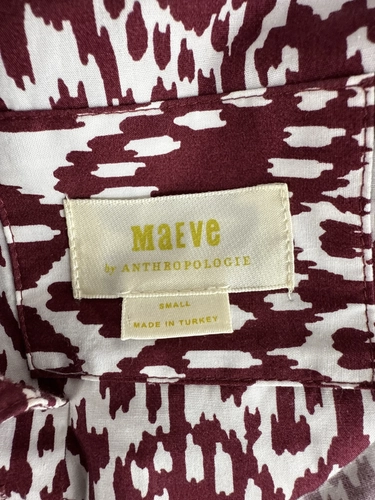 MaEVe
by ANTHROPOLOGIE
SMALL
MADE IN TURKEY